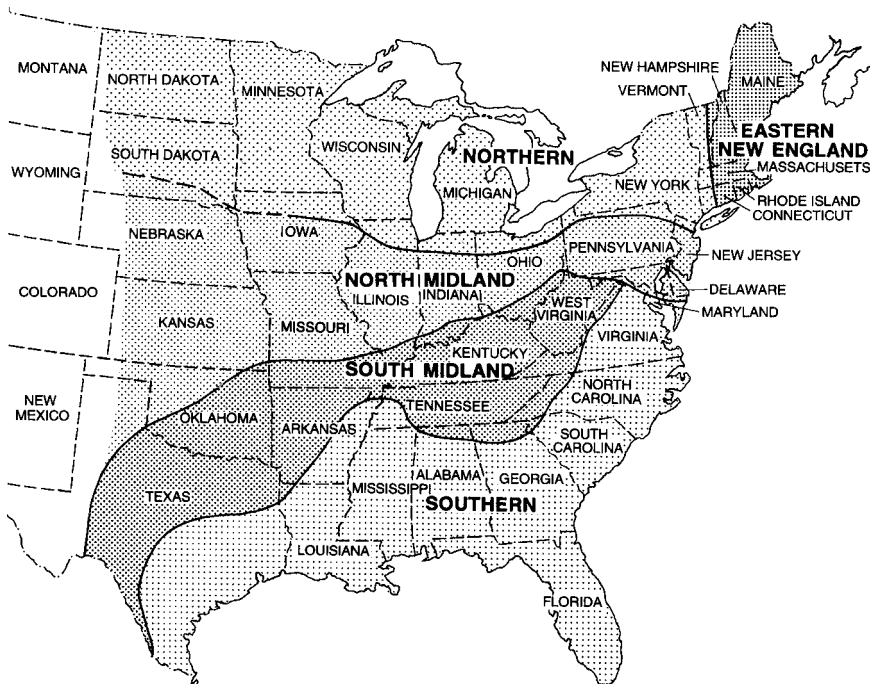 MONTANA
NORTH DAKOTA
MINNESOTA
NEW HAMPSHIRE
VERMONT
MAINE
EASTERN
NEW ENGLAND
WISCONSIN
NORTHERN
SOUTH DAKOTA
WYOMING
MICHIGAN
NEW YORK
MASSACHUSETS
RHODE ISLAND
CONNECTICUT
NEBRASKA
IOWA
PENNSYLVANIA
NEW JERSEY
OHIO
NORTH MIDLAND
COLORADO
ILLINOIS
INDIANA
DELAWARE
WEST
VIRGINIA
MARYLAND
KANSAS
MISSOURI
VIRGINIA
KENTUCKY
SOUTH MIDLAND
NORTH
CAROLINA
NEW
MEXICO
OKLAHOMA
ARKANSAS
TENNESSEE
SOUTH
CAROLINA
TEXAS
MISSISSIPPI
ALABAMA
GEORGIA
SOUTHERN
LOUISIANA
FLORIDA